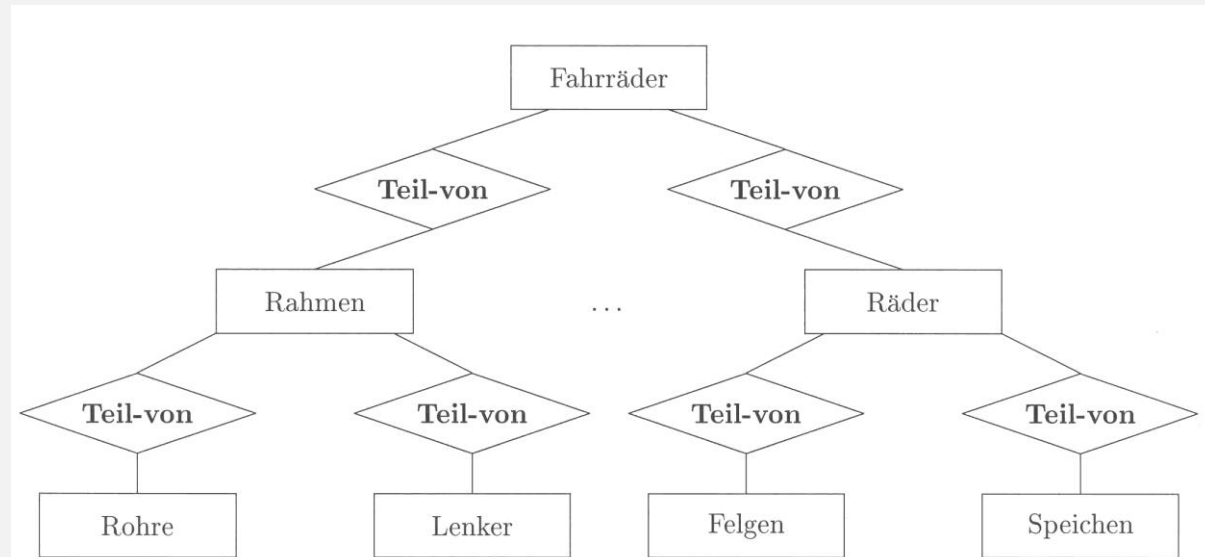 Fahrräder
Teil-von Teil-von
Rahmen ... Räder
Teil-von Teil-von Teil-von Teil-von
Rohre Lenker Felgen Speichen